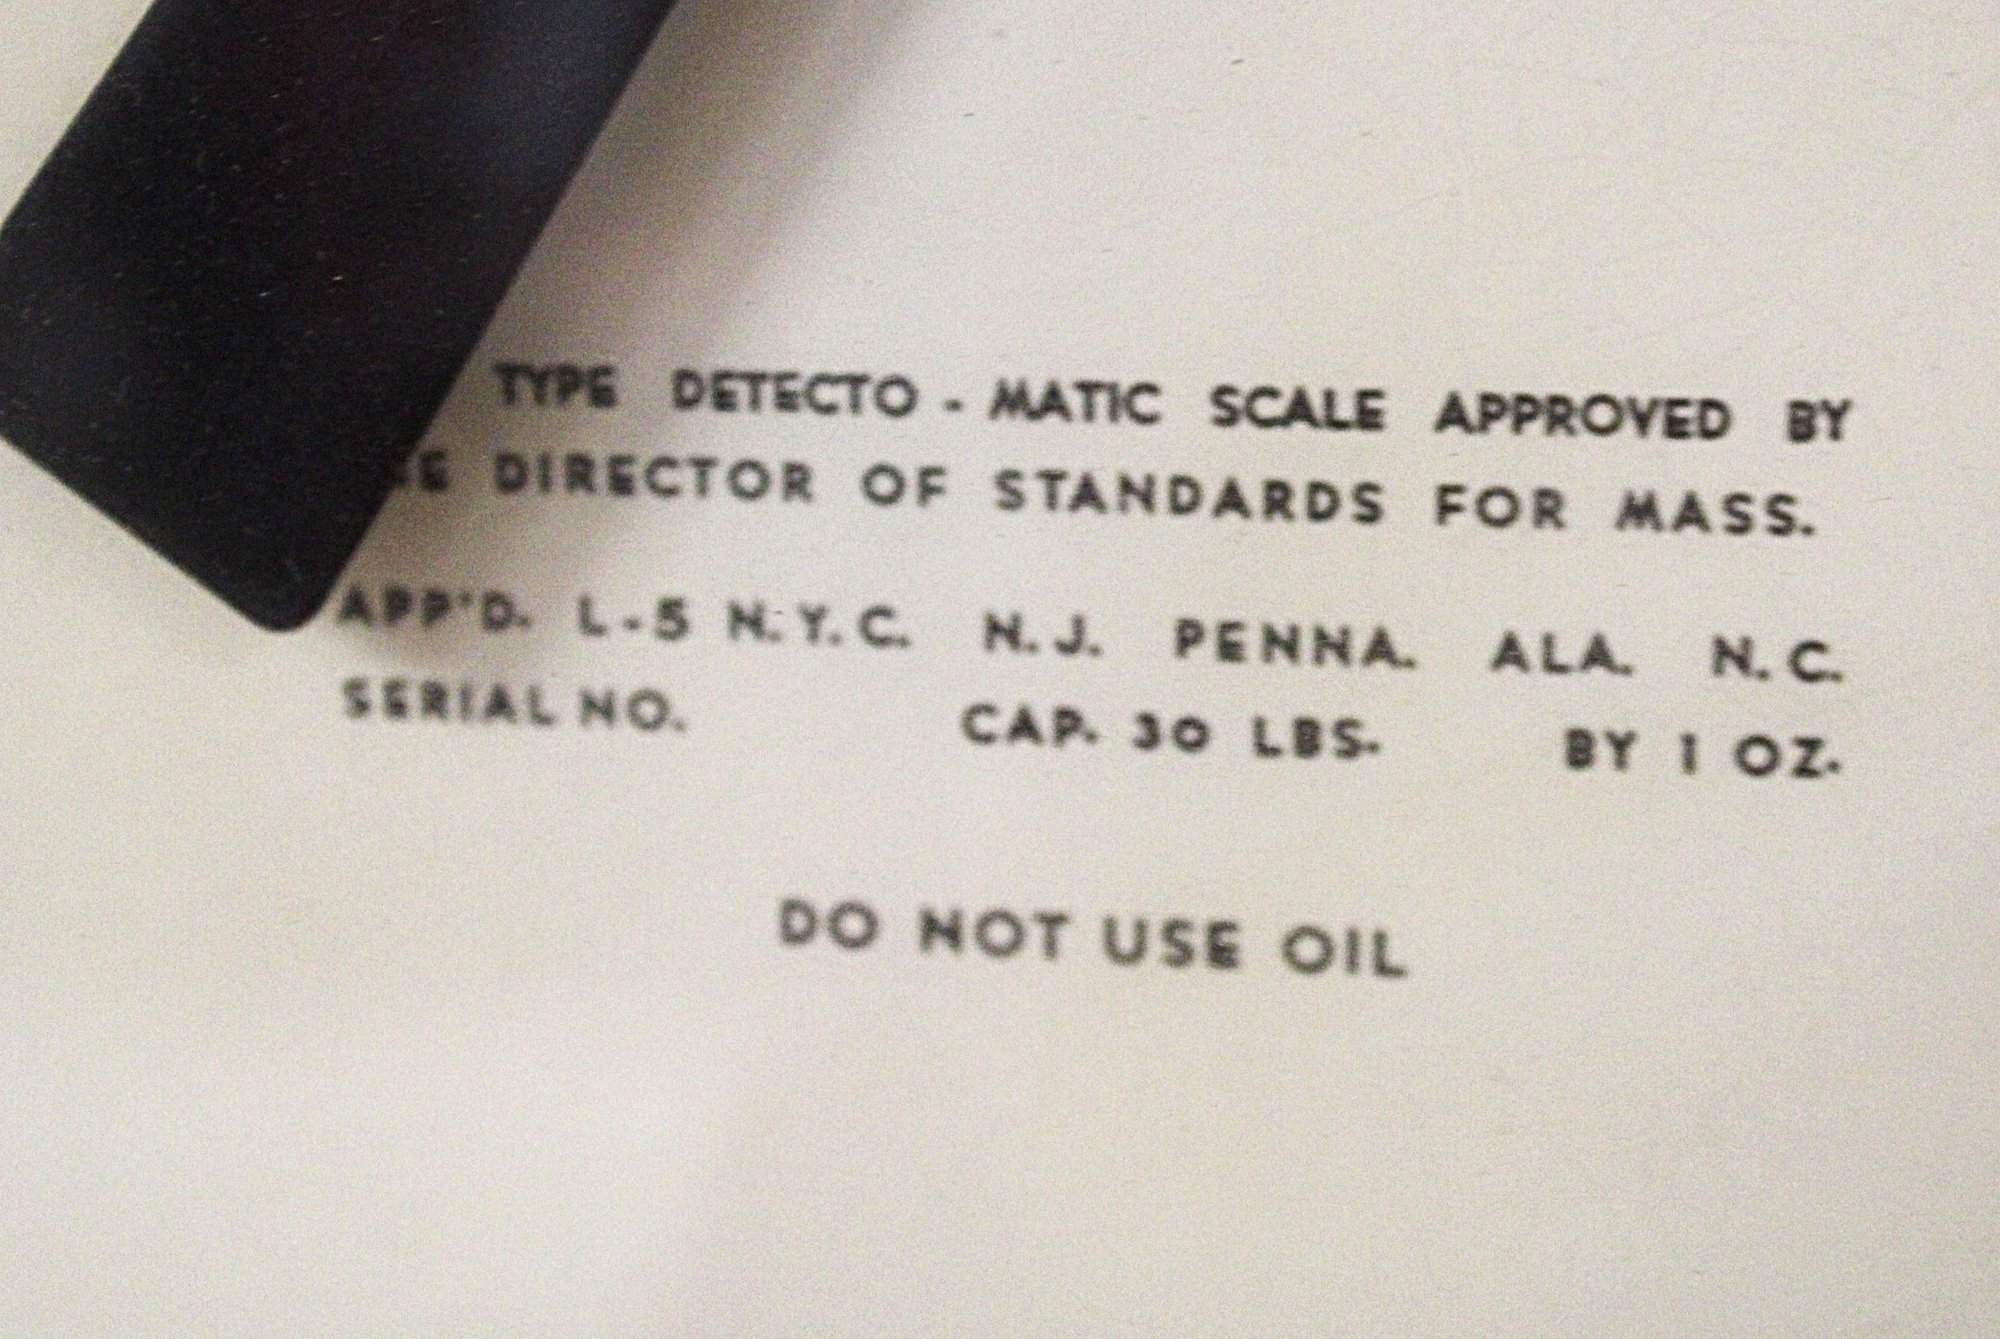 TYPE DETECTO - MATIC SCALE APPROVED BY
DIRECTOR OF STANDARDS FOR MASS.
APP'D. L-5 N.Y.C. N.J. PENNA. ALA. N.C.
SERIAL NO. CAP. 30 LBS. BY 1 OZ.
DO NOT USE OIL